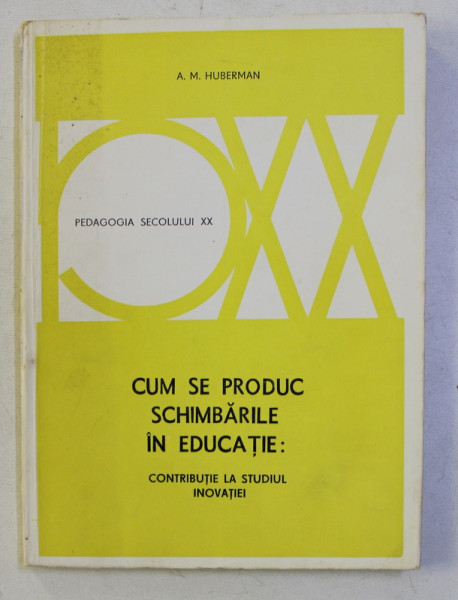 A. M. HUBERMAN
PEDAGOGIA SECOLULUI XX
CUM SE PRODUC
SCHIMBĂRILE
ÎN EDUCAȚIE:
CONTRIBUȚIE LA STUDIUL
INOVAȚIEI